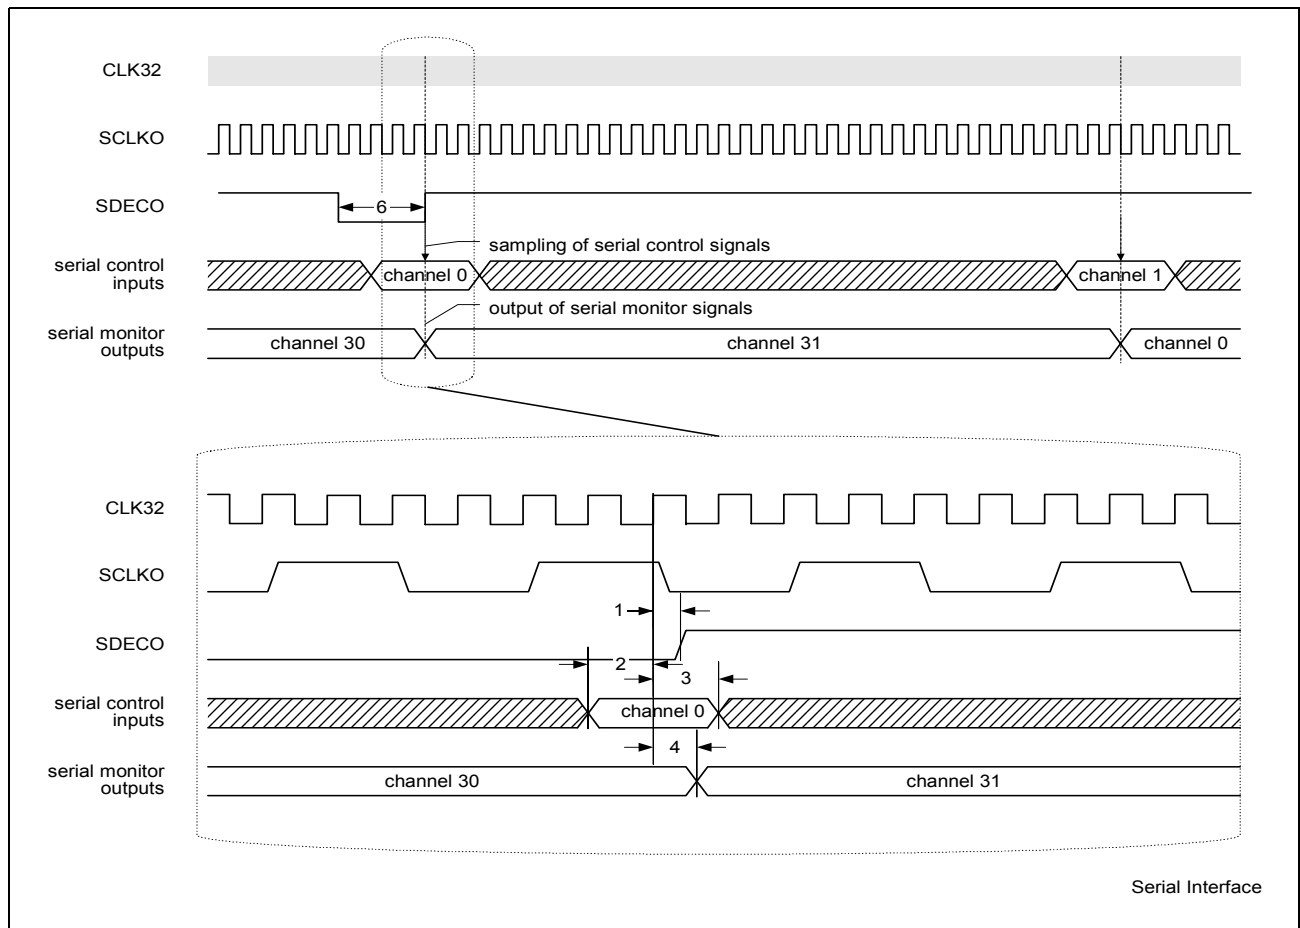 CLK32
SCLKO
SDECO
6
sampling of serial control signals
serial control
inputs
channel 0
channel 1
output of serial monitor signals
serial monitor
outputs
channel 30
channel 31
channel 0
CLK32
SCLKO
1
SDECO
2
3
serial control
inputs
channel 0
4
serial monitor
outputs
channel 30
channel 31
Serial Interface